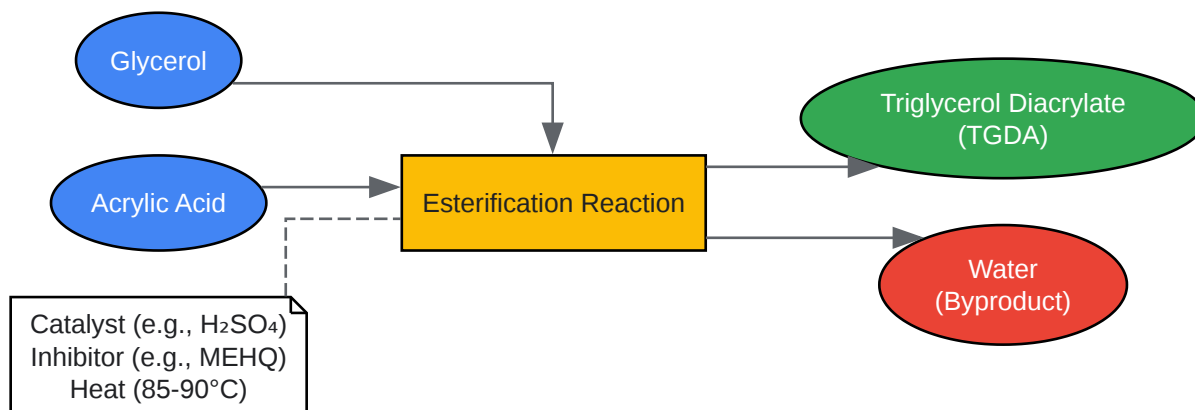 Glycerol
Acrylic Acid
Catalyst (e.g., H₂SO₄)
Inhibitor (e.g., MEHQ)
Heat (85-90°C)
Esterification Reaction
Triglycerol Diacrylate
(TGDA)
Water
(Byproduct)